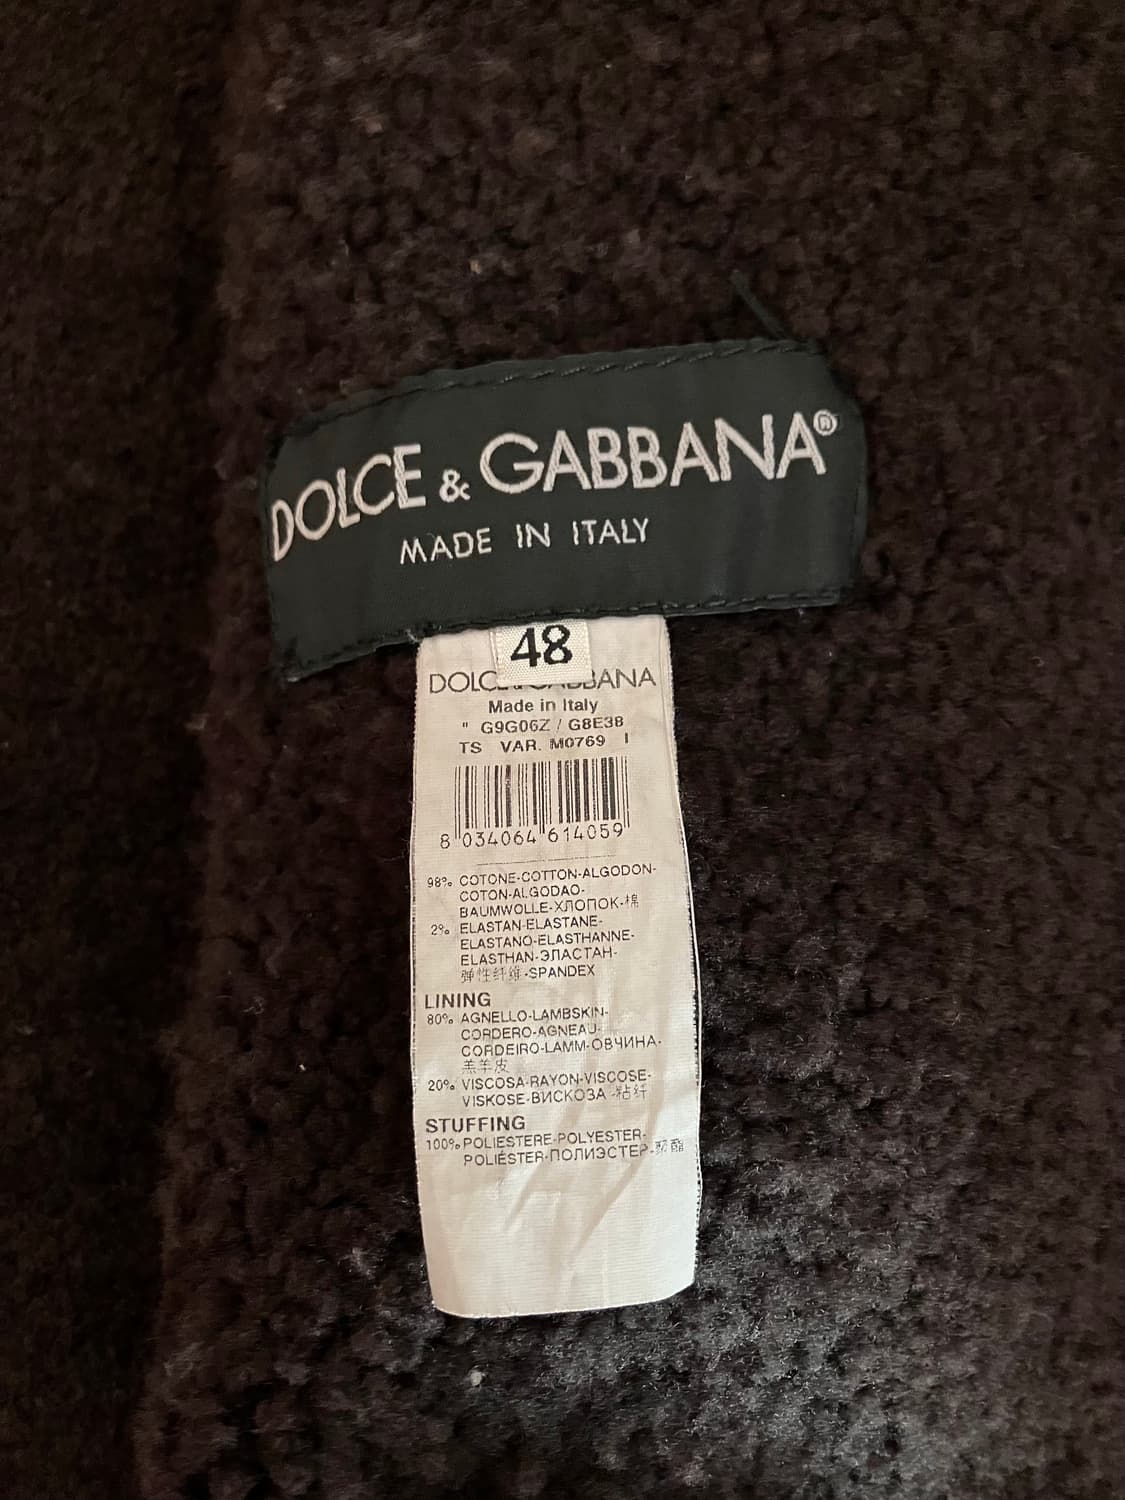 DOLCE & GABBANA®
MADE IN ITALY
48
Made in Italy
" G9G06Z / G8E38
TS VAR. M0769 I
8 034064 614059
98% COTONE-COTTON-ALGODON-
COTON-ALGODAO-
BAUMWOLLE-ХЛОПОК-棉
2% ELASTAN-ELASTANE-
ELASTANO-ELASTHANNE-
ELASTHAN-ЭЛАСТАН-
弹性纤维-SPANDEX
LINING
80% AGNELLO-LAMBSKIN-
CORDERO-AGNEAU-
CORDEIRO-LAMM-ОВЧИНА-
羔羊皮
20% VISCOSA-RAYON-VISCOSE-
VISKOSE-ВИСКОЗА-粘纤
STUFFING
100% POLIESTERE-POLYESTER-
POLIÉSTER-ПОЛИЭСТЕР-聚酯